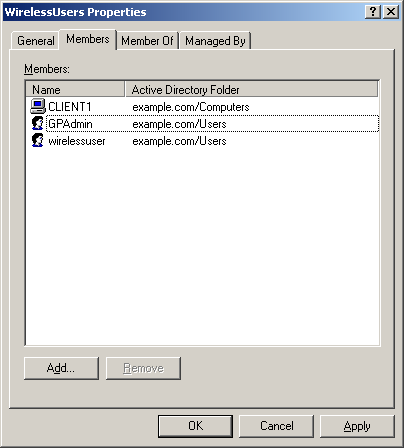 WirelessUsers Properties
General Members Member Of Managed By
Members:
Name Active Directory Folder
CLIENT1 example.com/Computers
GPAdmin example.com/Users
wirelessuser example.com/Users
Add... Remove
OK Cancel Apply